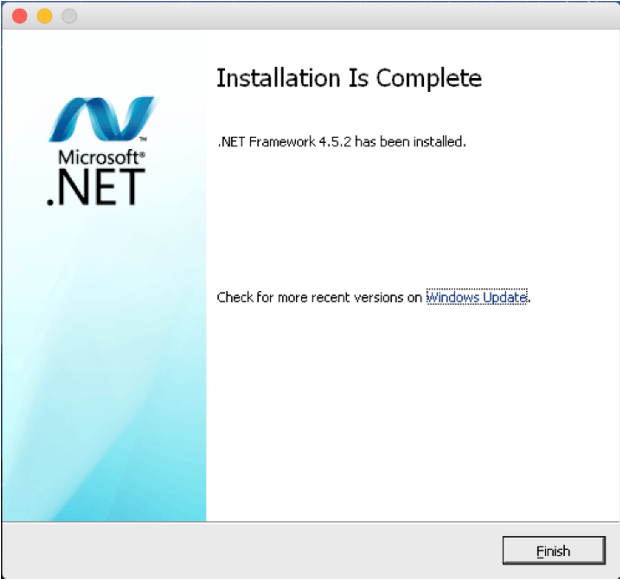 Installation Is Complete
Microsoft®
.NET
™
.NET Framework 4.5.2 has been installed.
Check for more recent versions on Windows Update.
Finish